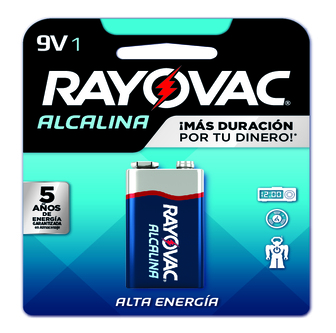 9V 1
RAYOVAC®
ALCALINA
¡MÁS DURACIÓN
POR TU DINERO!*
5
AÑOS DE
ENERGÍA
GARANTIZADA
12:00
RAYOVAC
ALCALINA
ALTA ENERGÍA